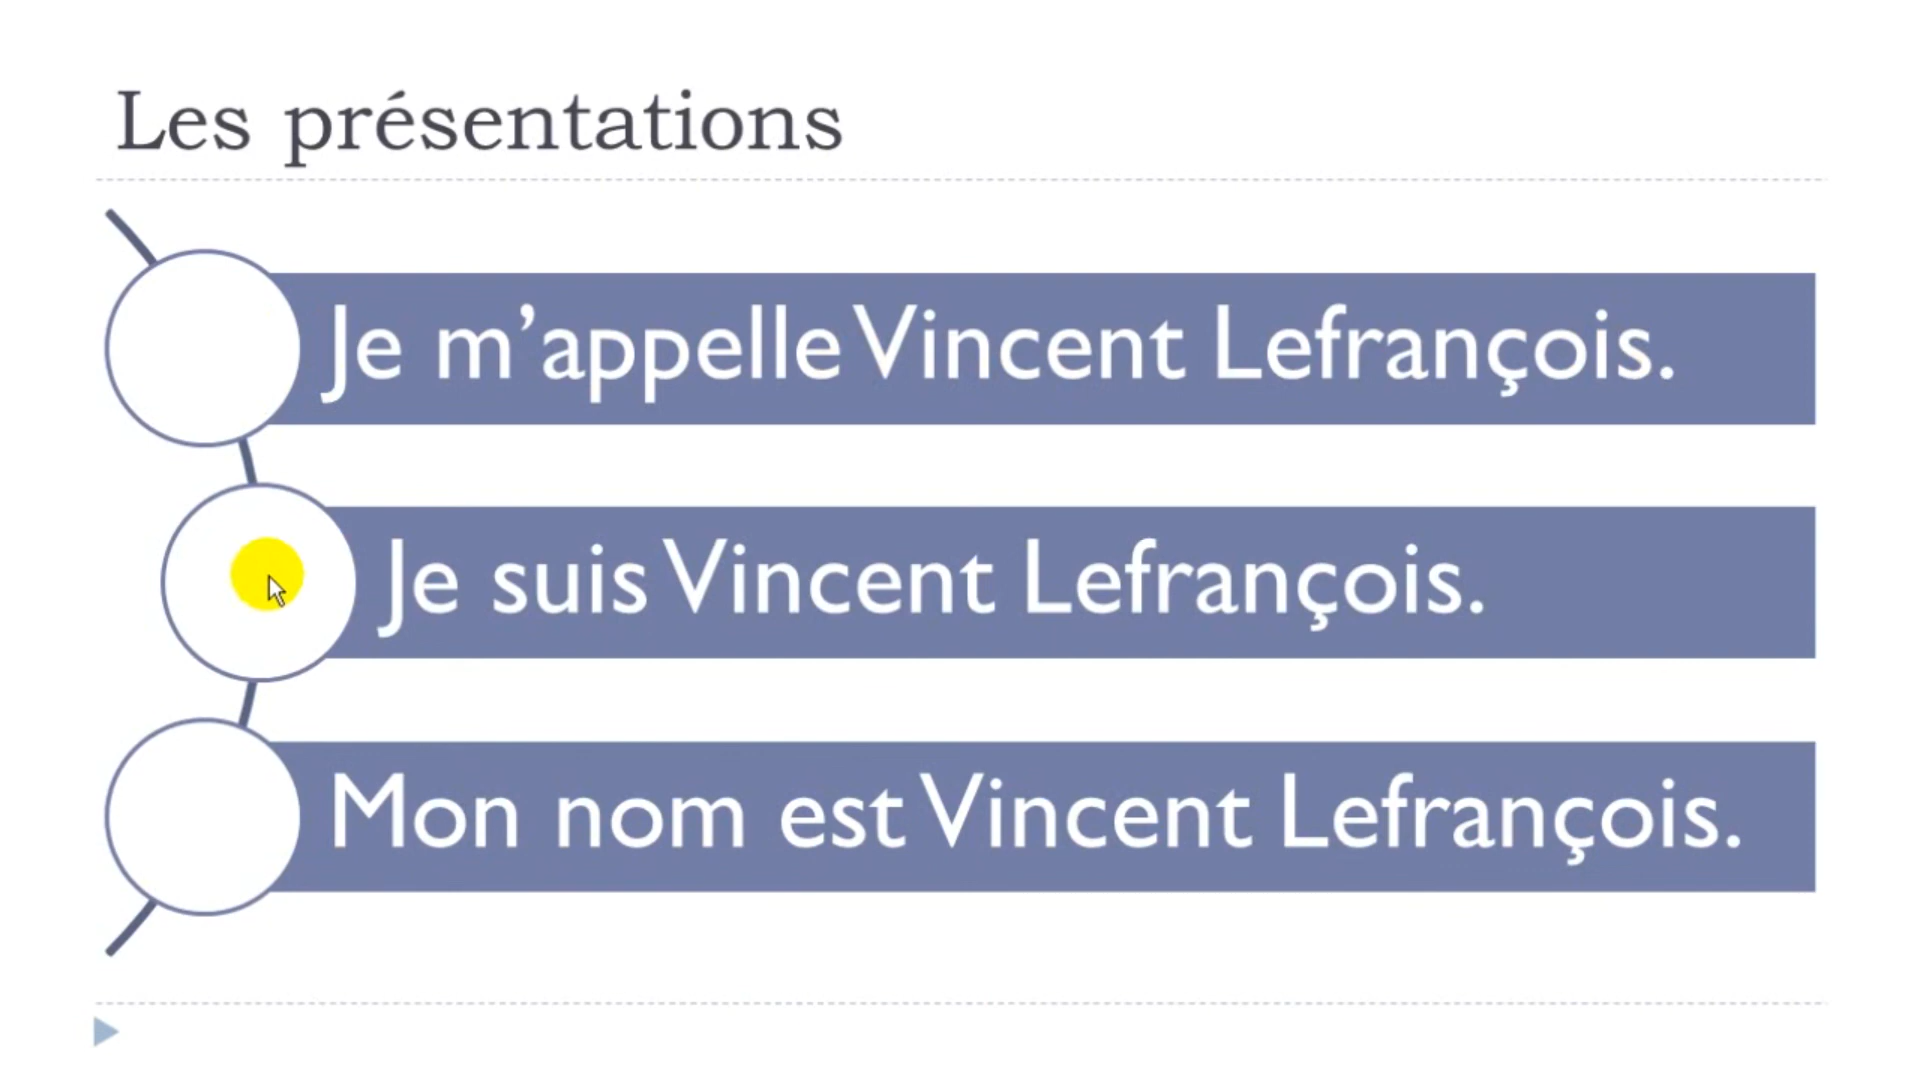 Les présentations
Je m’appelle Vincent Lefrançois.
Je suis Vincent Lefrançois.
Mon nom est Vincent Lefrançois.